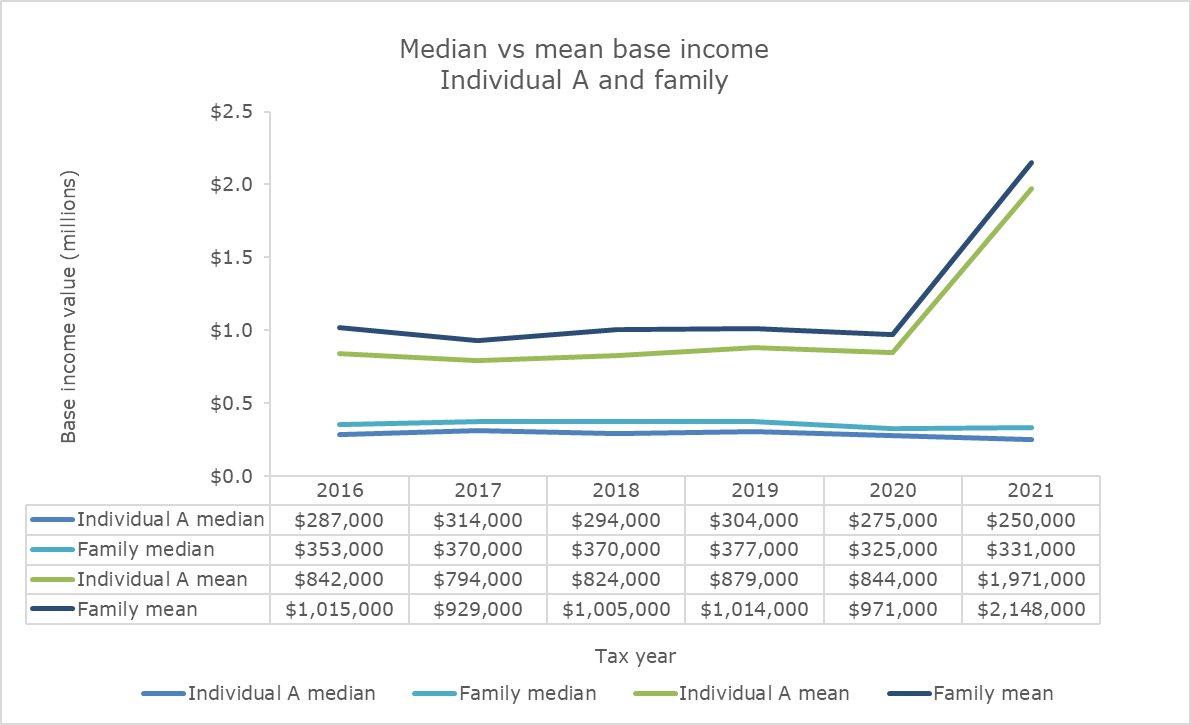 Median vs mean base income
Individual A and family
Base income value (millions)
$2.5
$2.0
$1.5
$1.0
$0.5
$0.0
2016 2017 2018 2019 2020 2021
Individual A median $287,000 $314,000 $294,000 $304,000 $275,000 $250,000
Family median $353,000 $370,000 $370,000 $377,000 $325,000 $331,000
Individual A mean $842,000 $794,000 $824,000 $879,000 $844,000 $1,971,000
Family mean $1,015,000 $929,000 $1,005,000 $1,014,000 $971,000 $2,148,000
Tax year
Individual A median Family median Individual A mean Family mean